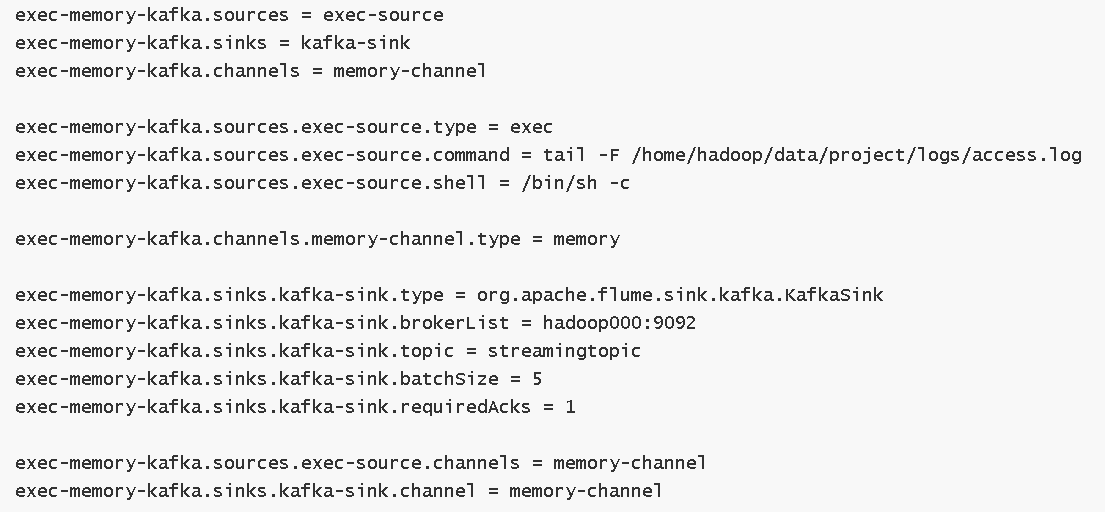 exec-memory-kafka.sources = exec-source
exec-memory-kafka.sinks = kafka-sink
exec-memory-kafka.channels = memory-channel
exec-memory-kafka.sources.exec-source.type = exec
exec-memory-kafka.sources.exec-source.command = tail -F /home/hadoop/data/project/logs/access.log
exec-memory-kafka.sources.exec-source.shell = /bin/sh -c
exec-memory-kafka.channels.memory-channel.type = memory
exec-memory-kafka.sinks.kafka-sink.type = org.apache.flume.sink.kafka.KafkaSink
exec-memory-kafka.sinks.kafka-sink.brokerList = hadoop000:9092
exec-memory-kafka.sinks.kafka-sink.topic = streamingtopic
exec-memory-kafka.sinks.kafka-sink.batchSize = 5
exec-memory-kafka.sinks.kafka-sink.requiredAcks = 1
exec-memory-kafka.sources.exec-source.channels = memory-channel
exec-memory-kafka.sinks.kafka-sink.channel = memory-channel